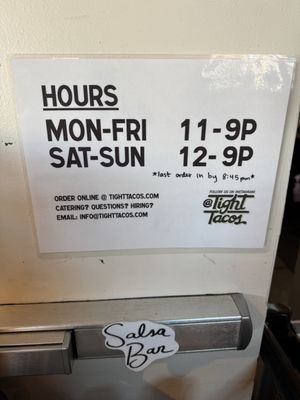 HOURS
MON-FRI 11-9P
SAT-SUN 12-9P
*last order in by 8:45pm*
ORDER ONLINE @ TIGHTTACOS.COM
CATERING? QUESTIONS? HIRING?
EMAIL: INFO@TIGHTTACOS.COM
FOLLOW US ON INSTAGRAM
@Tight
Tacos
Salsa
Bar